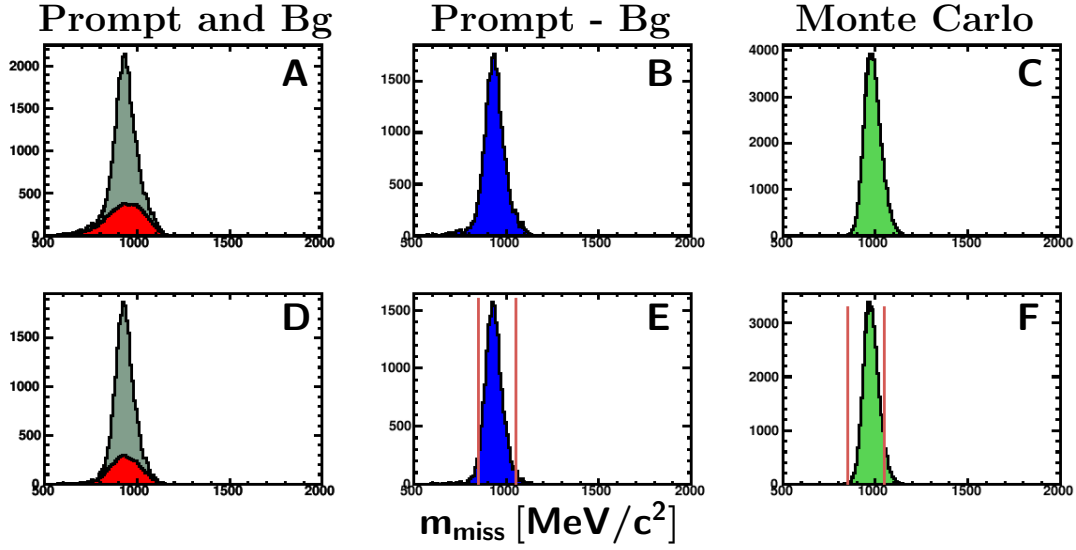 Prompt and Bg Prompt - Bg Monte Carlo
A B C
2000 1500 1000 500 0
1500 1000 500 0
4000 3000 2000 1000 0
500 1000 1500 2000 500 1000 1500 2000 500 1000 1500 2000
D E F
1500 1000 500 0
1500 1000 500 0
3000 2000 1000 0
500 1000 1500 2000 500 1000 1500 2000 500 1000 1500 2000
m_miss [MeV/c²]